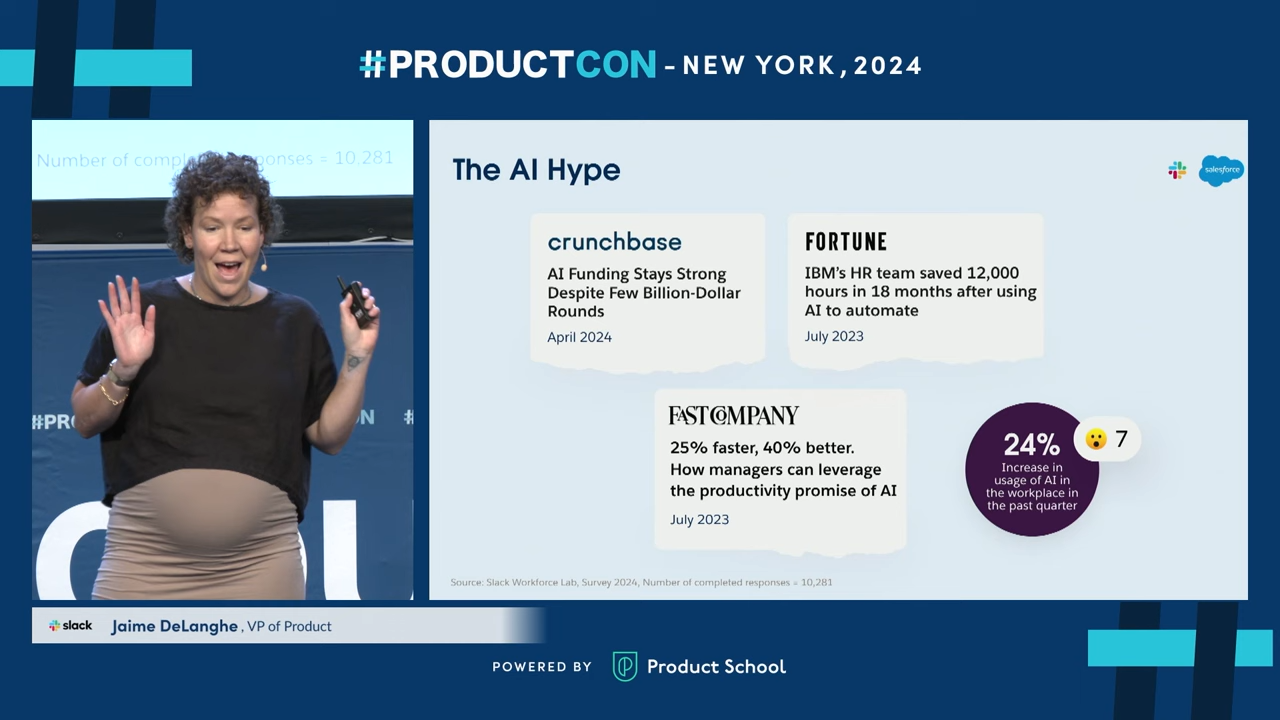 #PRODUCTCON - NEW YORK, 2024
Number of compl ponses = 10,281
#PRO
ON #
The AI Hype
salesforce
crunchbase
AI Funding Stays Strong
Despite Few Billion-Dollar
Rounds
April 2024
FORTUNE
IBM's HR team saved 12,000
hours in 18 months after using
AI to automate
July 2023
FAST COMPANY
25% faster, 40% better.
How managers can leverage
the productivity promise of AI
July 2023
24%
Increase in
usage of AI in
the workplace in
the past quarter
7
Source: Slack Workforce Lab, Survey 2024, Number of completed responses = 10,281
slack Jaime DeLanghe, VP of Product
POWERED BY Product School